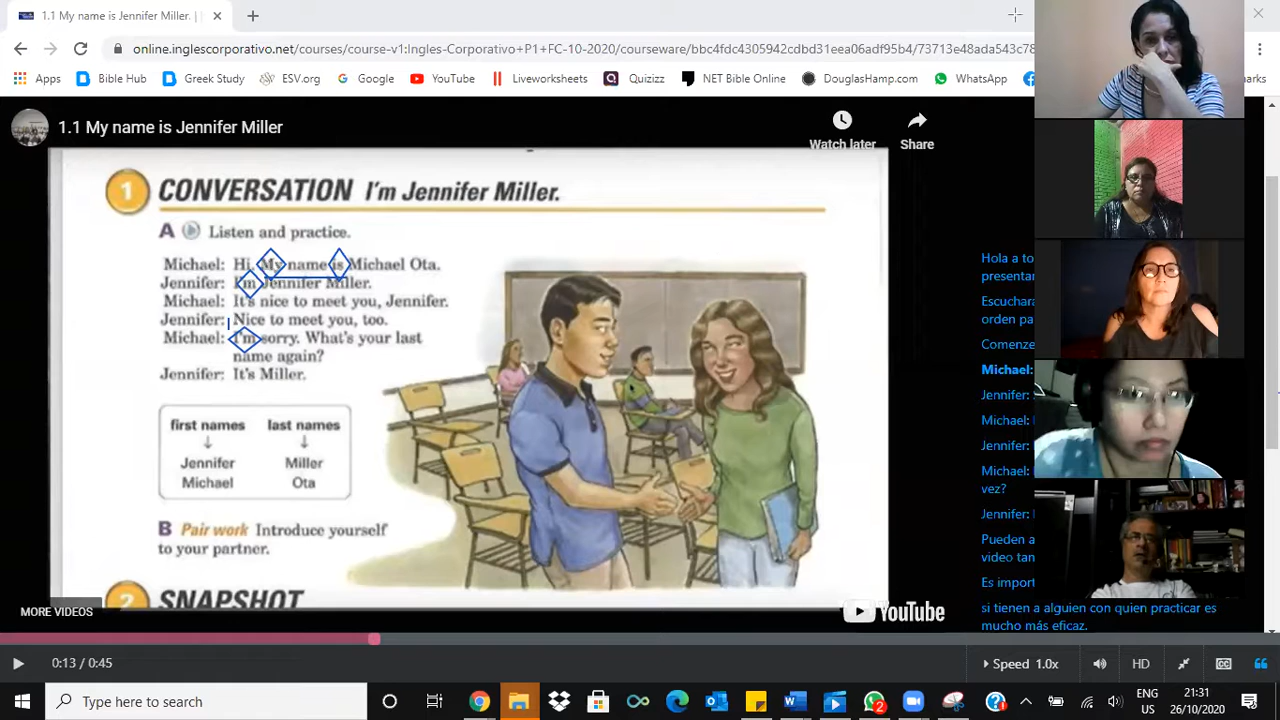 1.1 My name is Jennifer Miller. |
online.inglescorporativo.net/courses/course-v1:Ingles-Corporativo+P1+FC-10-2020/courseware/bbc4fdc4305942cdbd31eea06adf95b4/73713e48ada543c78
Apps
Bible Hub
Greek Study
ESV.org
Google
YouTube
Liveworksheets
Quizizz
NET Bible Online
DouglasHamp.com
WhatsApp
marks
1.1 My name is Jennifer Miller
Watch later
Share
1 CONVERSATION I'm Jennifer Miller.
A Listen and practice.
Michael: Hi, My name is Michael Ota.
Jennifer: I'm Jennifer Miller.
Michael: It's nice to meet you, Jennifer.
Jennifer: Nice to meet you, too.
Michael: I'm sorry. What's your last
name again?
Jennifer: It's Miller.
first names last names
Jennifer Miller
Michael Ota
B Pair work Introduce yourself
to your partner.
2 SNAPSHOT
MORE VIDEOS
YouTube
Hola a to
presentar
Escuchara
orden pa
Comenze
Michael:
Jennifer:
Michael:
Jennifer:
Michael:
vez?
Jennifer:
Pueden a
video tan
Es import
si tienen a alguien con quien practicar es
mucho más eficaz.
0:13 / 0:45
Speed 1.0x
HD
Type here to search
2
ENG
US
21:31
26/10/2020